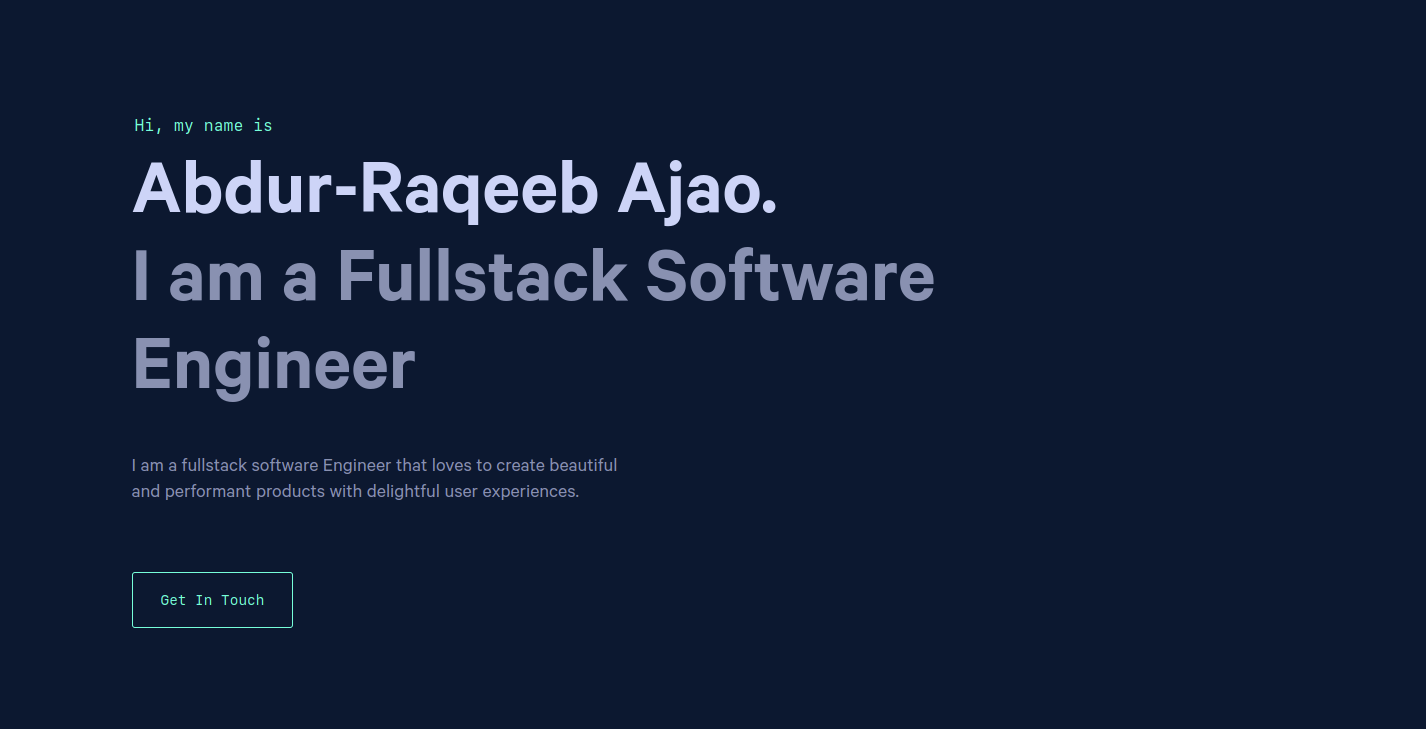 Hi, my name is
Abdur-Raqeeb Ajao.
I am a Fullstack Software
Engineer
I am a fullstack software Engineer that loves to create beautiful
and performant products with delightful user experiences.
Get In Touch